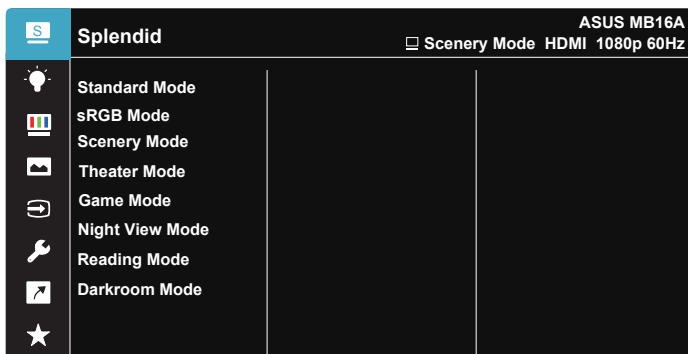 S
Splendid
ASUS MB16A
Scenery Mode HDMI 1080p 60Hz
Standard Mode
sRGB Mode
Scenery Mode
Theater Mode
Game Mode
Night View Mode
Reading Mode
Darkroom Mode